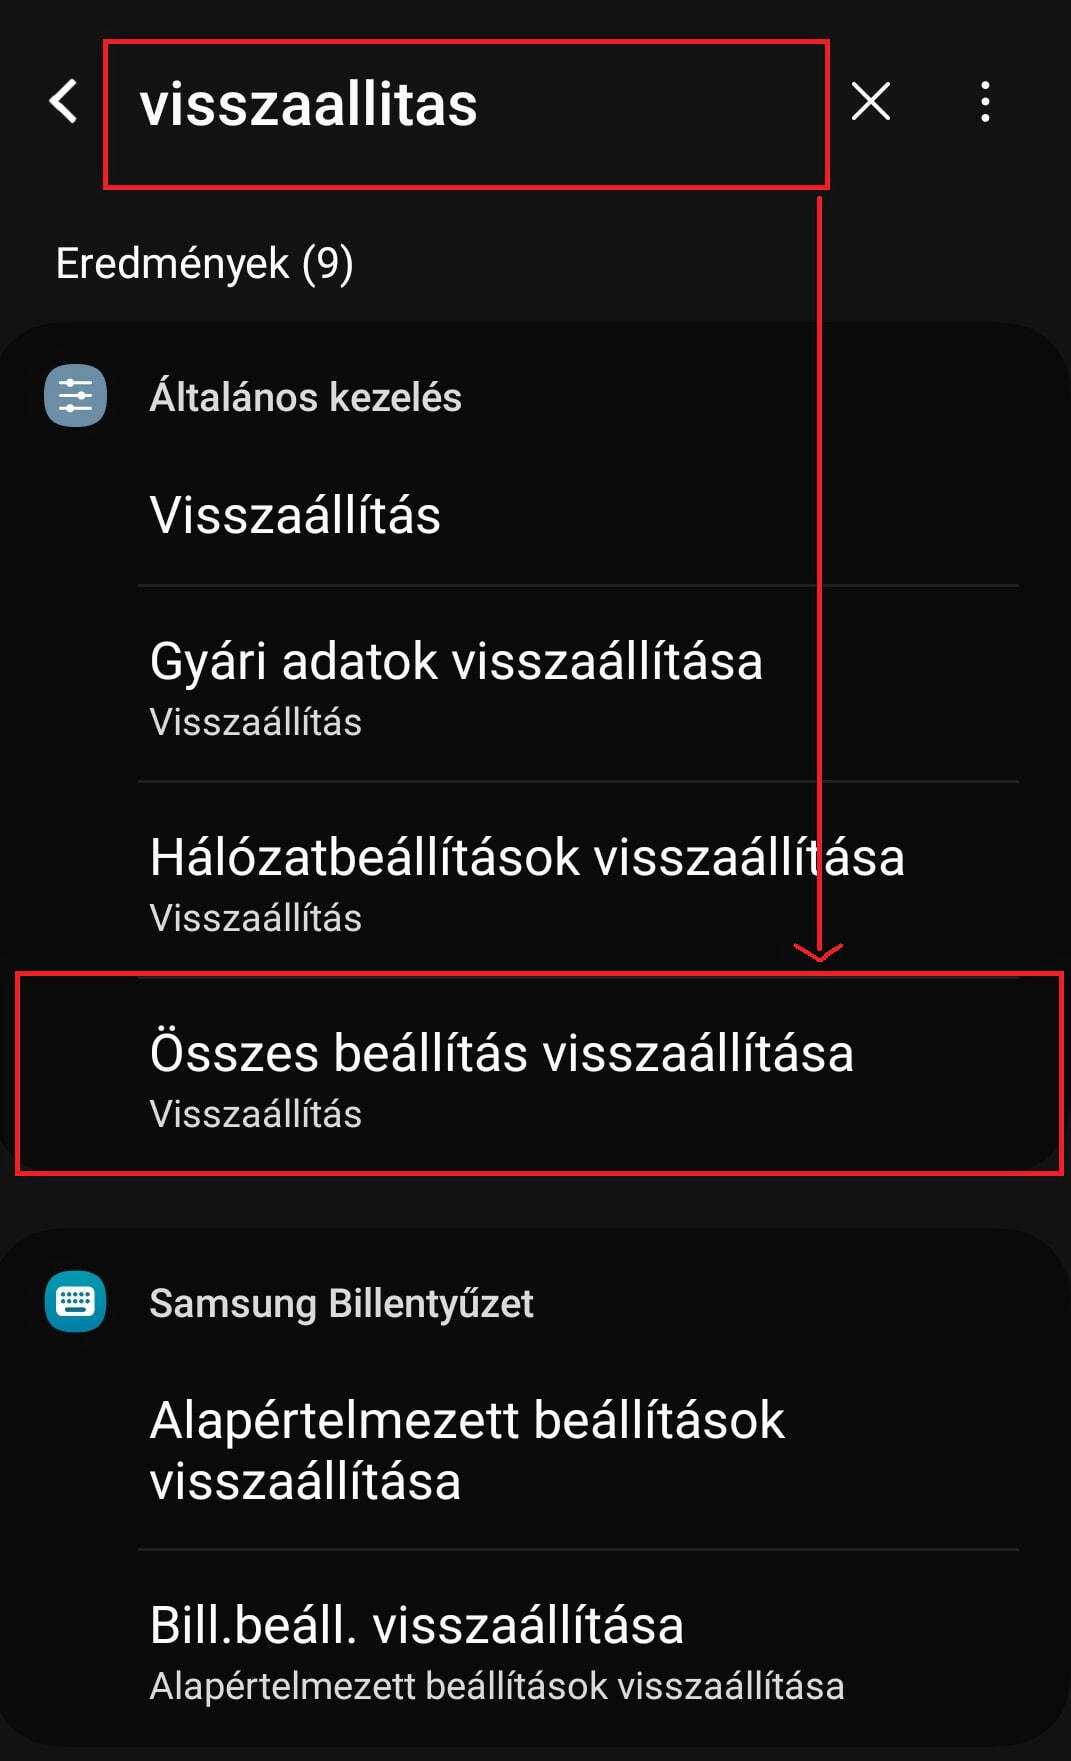 visszaallitas
Eredmények (9)
Általános kezelés
Visszaállítás
Gyári adatok visszaállítása
Visszaállítás
Hálózatbeállítások visszaállítása
Visszaállítás
Összes beállítás visszaállítása
Visszaállítás
Samsung Billentyűzet
Alapértelmezett beállítások
visszaállítása
Bill.beáll. visszaállítása
Alapértelmezett beállítások visszaállítása